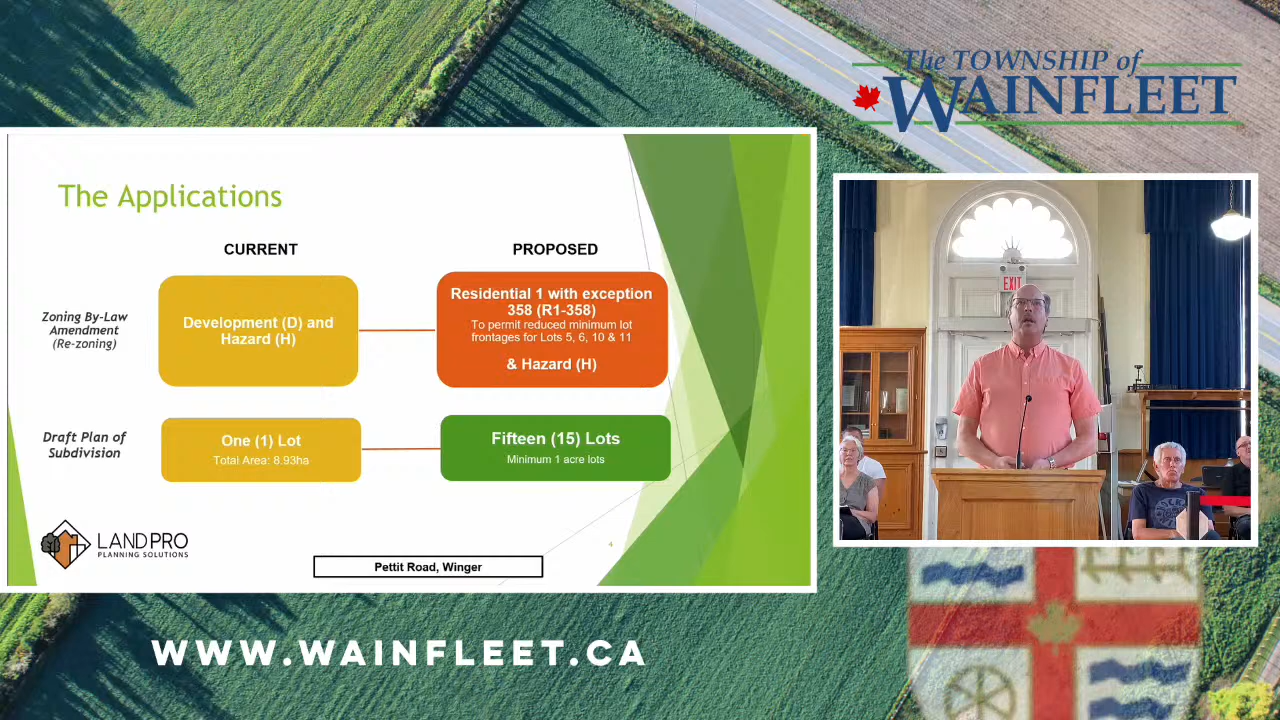 The TOWNSHIP of
WAINFLEET
The Applications
CURRENT
PROPOSED
Zoning By-Law
Amendment
(Re-zoning)
Development (D) and
Hazard (H)
Residential 1 with exception
358 (R1-358)
To permit reduced minimum lot
frontages for Lots 5, 6, 10 & 11
& Hazard (H)
Draft Plan of
Subdivision
One (1) Lot
Total Area: 8.93ha
Fifteen (15) Lots
Minimum 1 acre lots
LANDPRO
PLANNING SOLUTIONS
4
Pettit Road, Winger
EXIT
WWW.WAINFLEET.CA